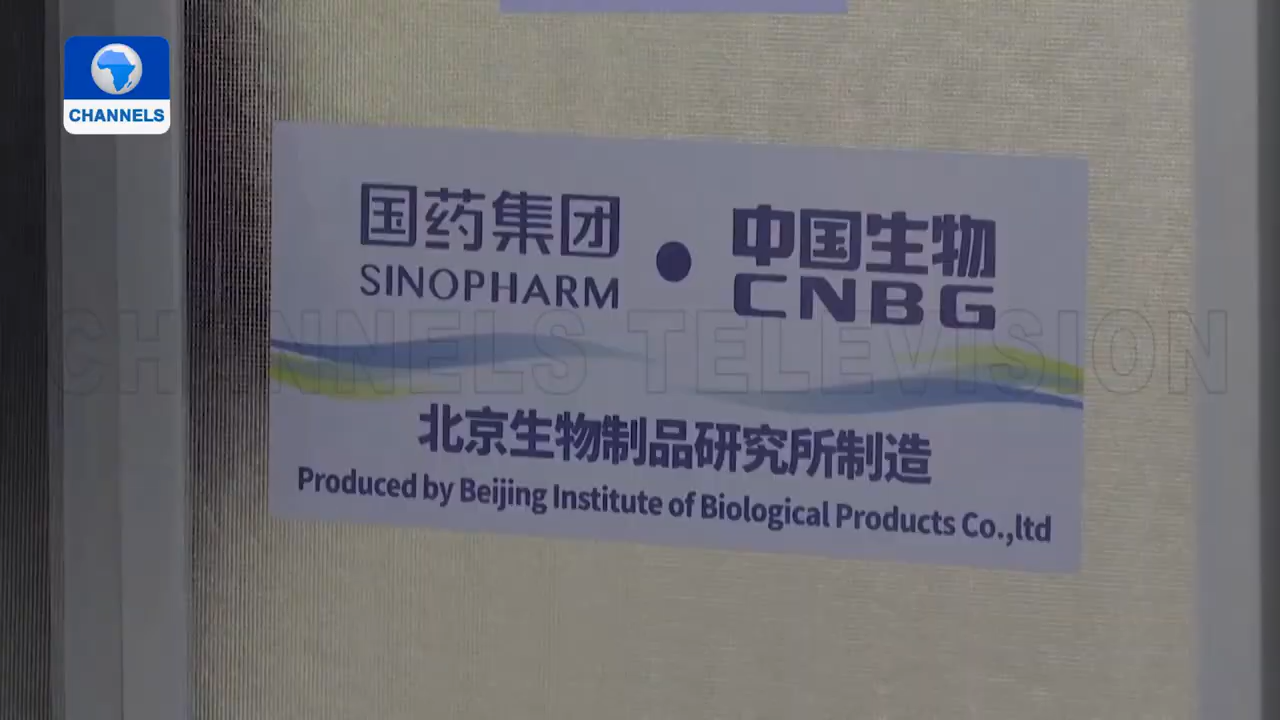 CHANNELS
国药集团 • 中国生物
SINOPHARM CNBG
CHANNELS TELEVISION
北京生物制品研究所制造
Produced by Beijing Institute of Biological Products Co.,ltd